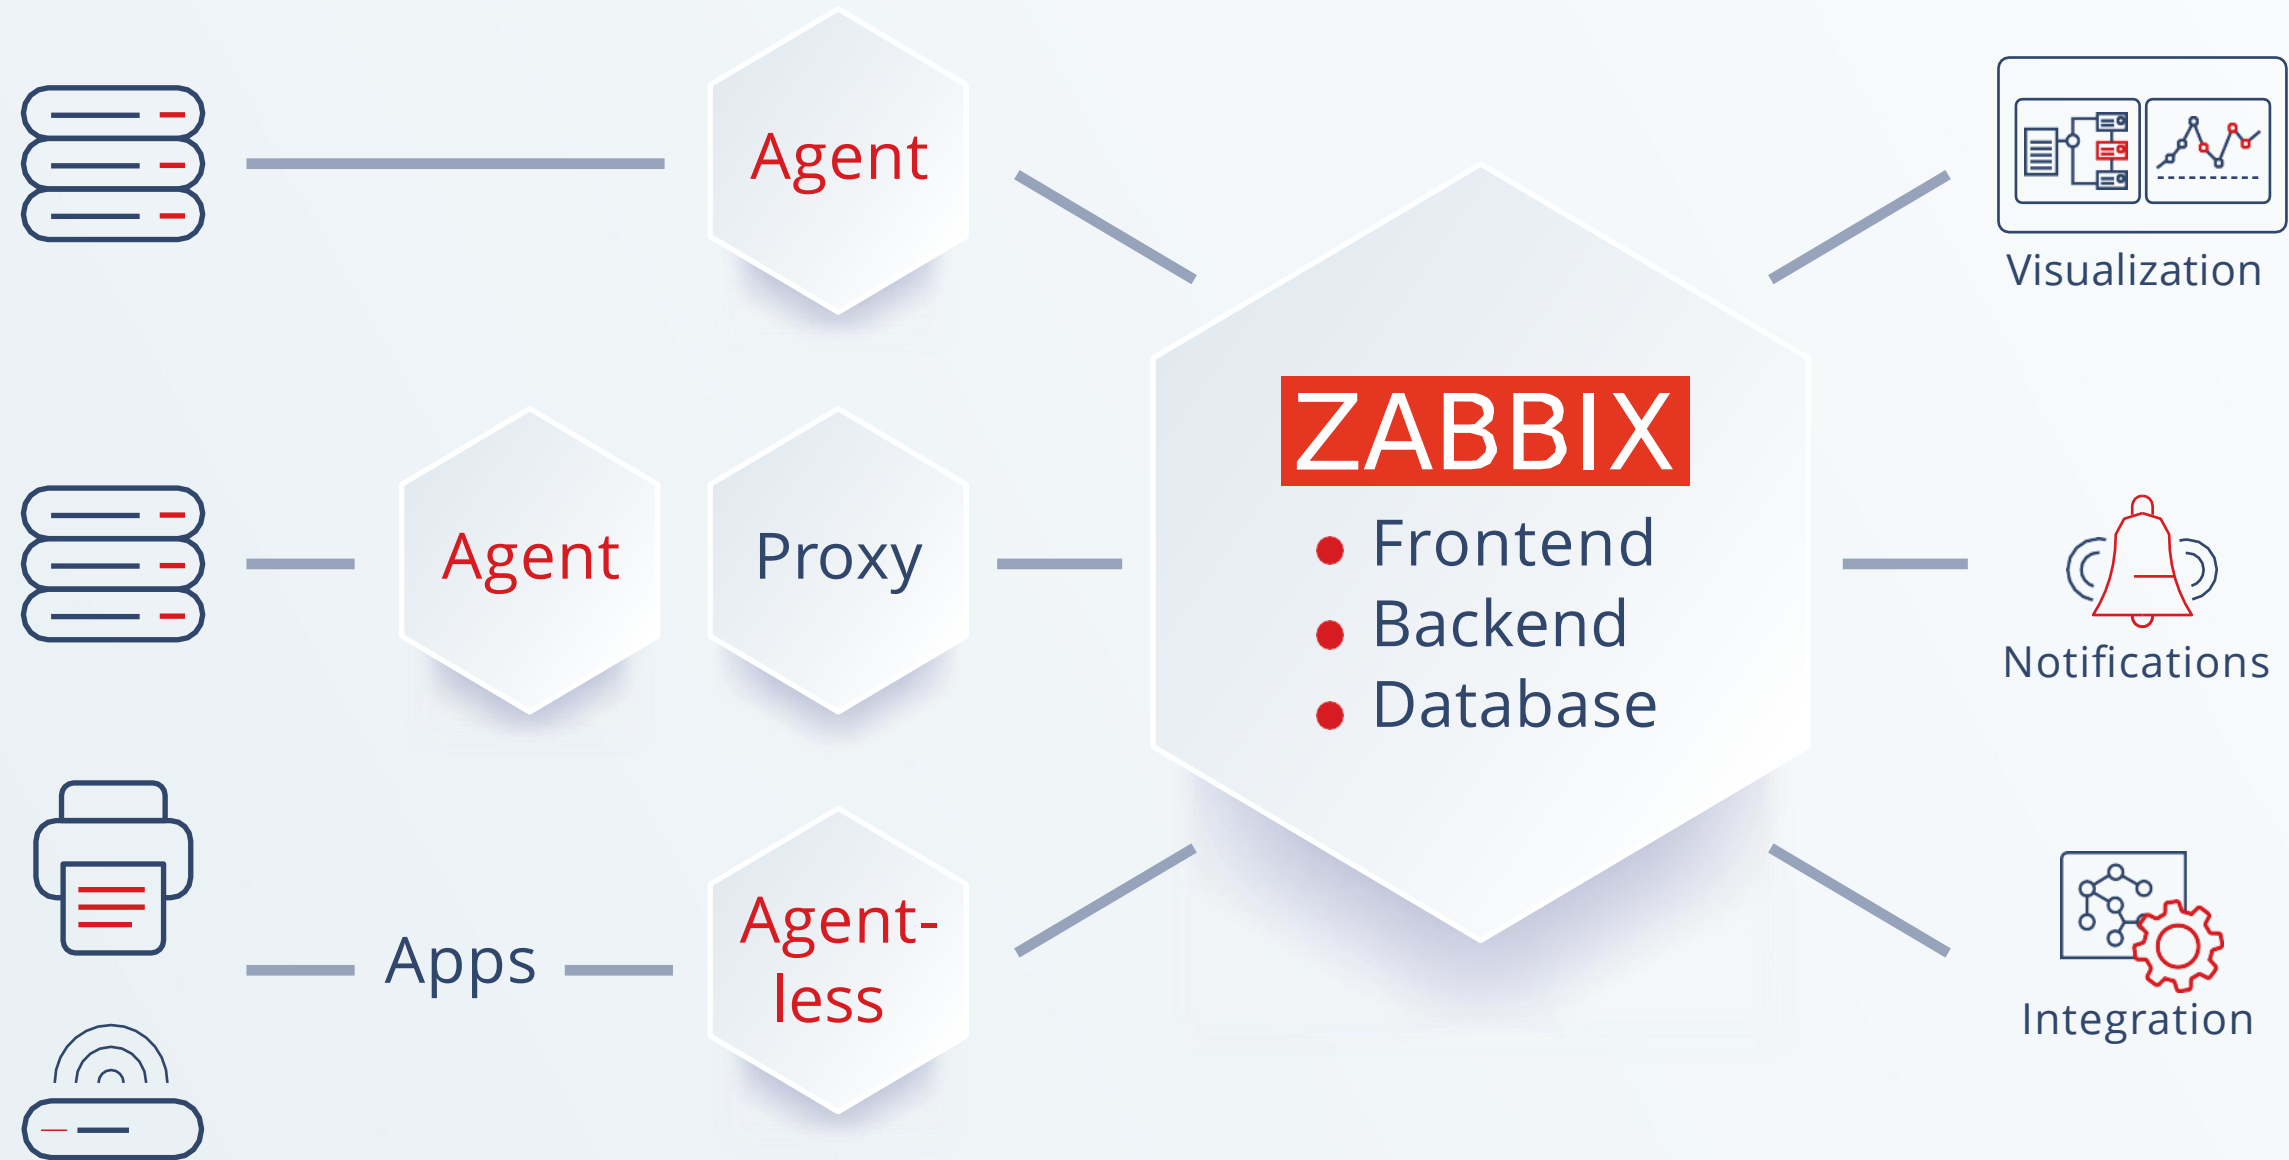 Agent
Visualization
ZABBIX
Frontend
Backend
Database
Agent
Proxy
Notifications
Apps
Agent-
less
Integration